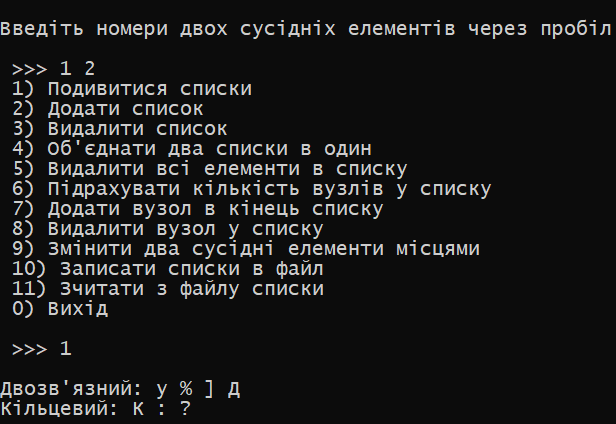 Введіть номери двох сусідніх елементів через пробіл
>>> 1 2
1) Подивитися списки
2) Додати список
3) Видалити список
4) Об'єднати два списки в один
5) Видалити всі елементи в списку
6) Підрахувати кількість вузлів у списку
7) Додати вузол в кінець списку
8) Видалити вузол у списку
9) Змінити два сусідні елементи місцями
10) Записати списки в файл
11) Зчитати з файлу списки
0) Вихід
>>> 1
Двозв'язний: у % ] Д
Кільцевий: К : ?